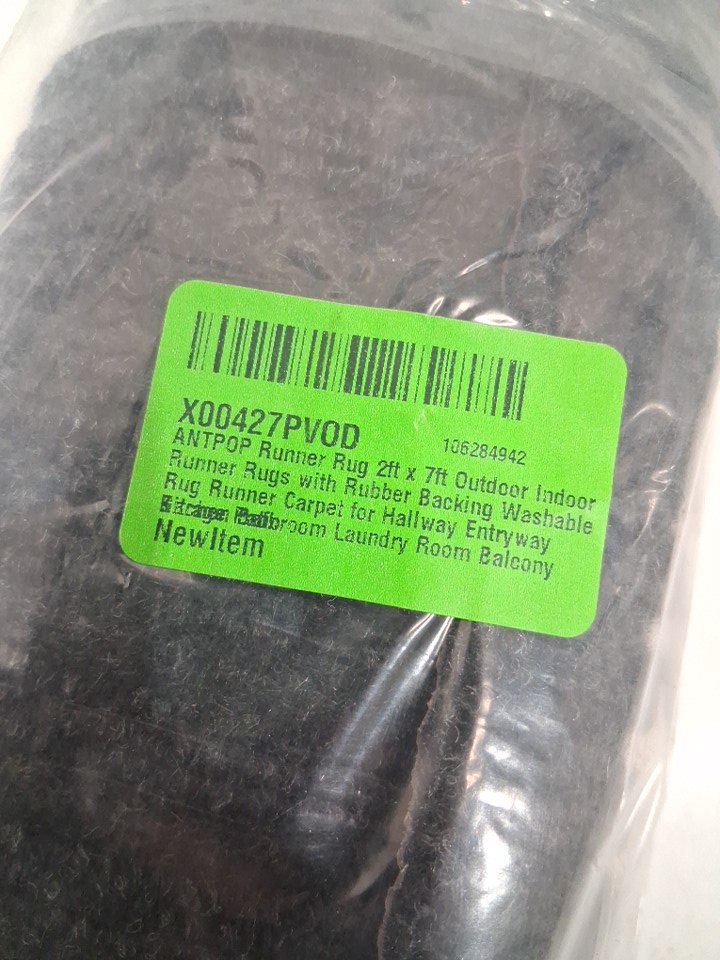 X00427PVOD
106284942
ANTPOP Runner Rug 2ft x 7ft Outdoor Indoor
Runner Rugs with Rubber Backing Washable
Rug Runner Carpet for Hallway Entryway
Bathroom Laundry Room Balcony
NewItem